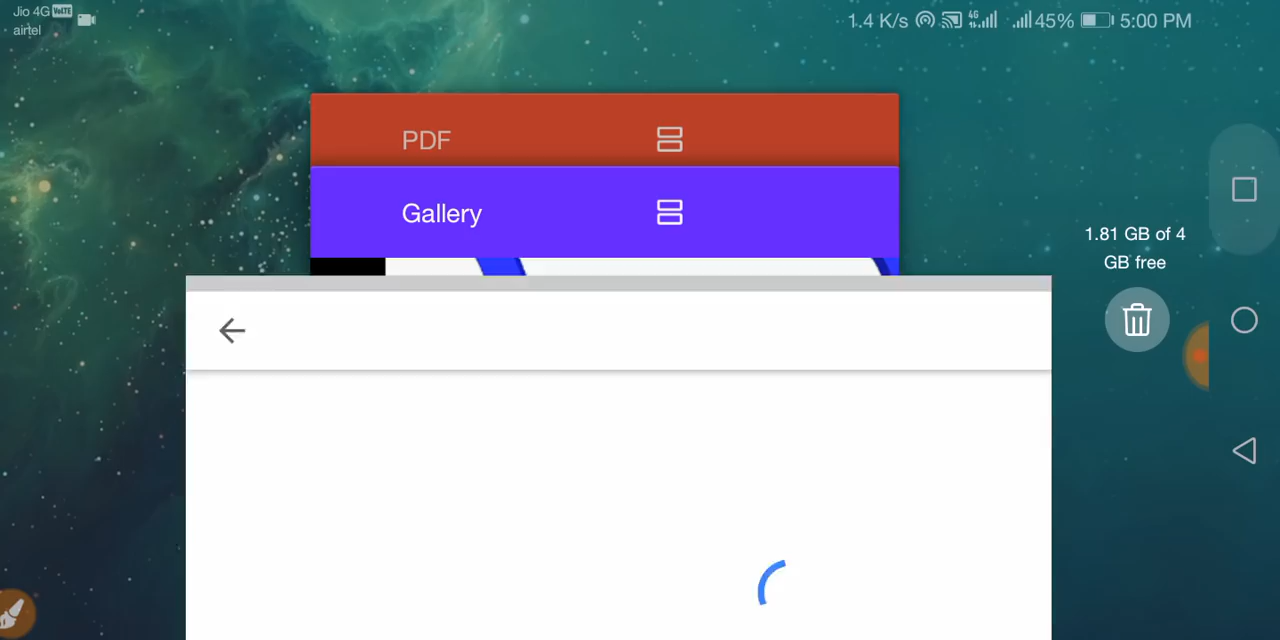 Jio 4G VoLTE
airtel
1.4 K/s 4G 45% 5:00 PM
PDF
Gallery
1.81 GB of 4
GB free